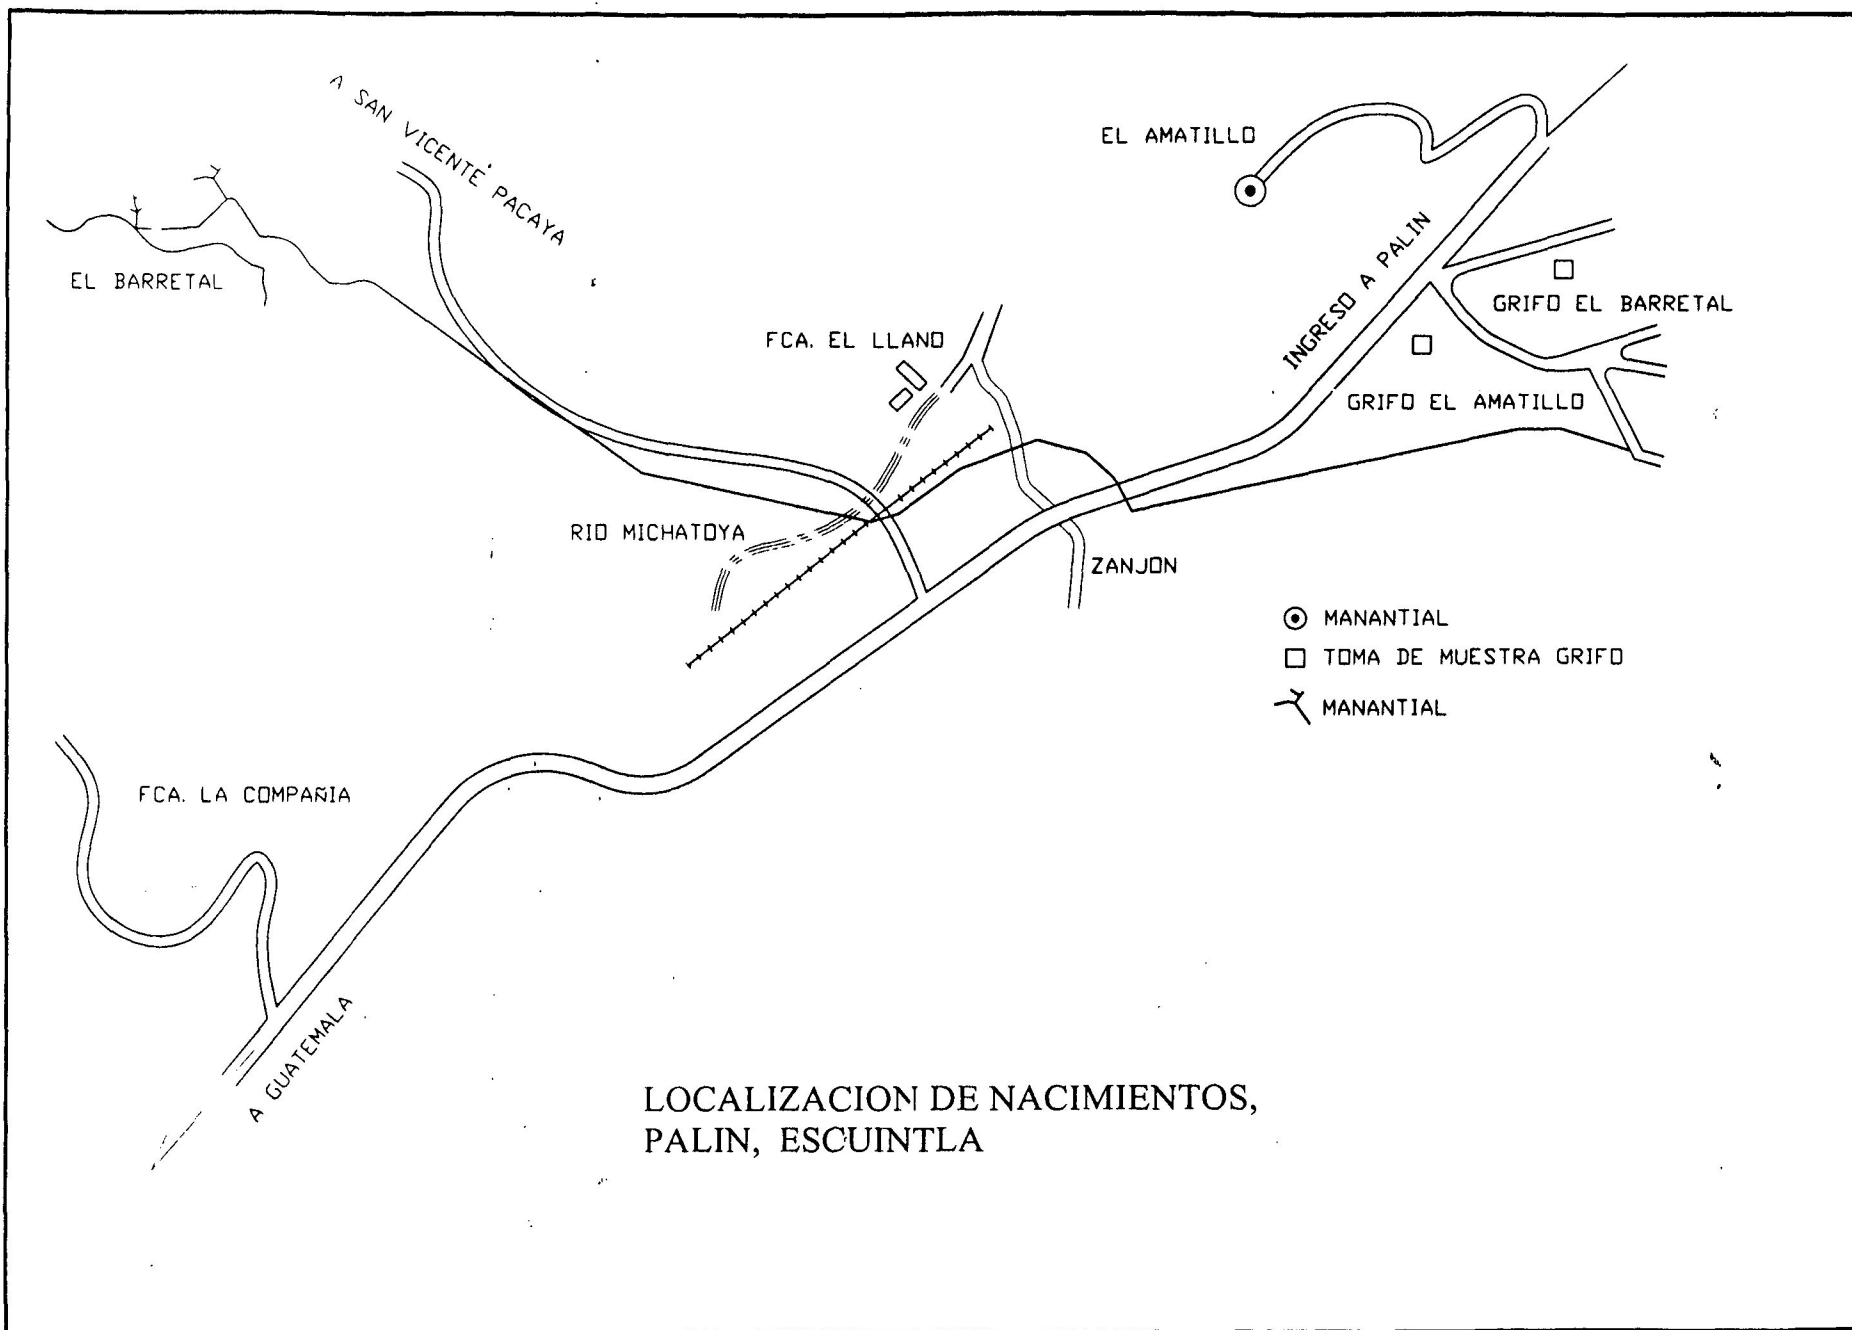 A SAN VICENTE PACAYA
EL AMATILLO
EL BARRETAL
INGRESO A PALIN
GRIFO EL BARRETAL
FCA. EL LLANO
GRIFO EL AMATILLO
RIO MICHATOYA
ZANJON
MANANTIAL
TOMA DE MUESTRA GRIFO
MANANTIAL
FCA. LA COMPAÑIA
A GUATEMALA
LOCALIZACION DE NACIMIENTOS,
PALIN, ESCUINTLA